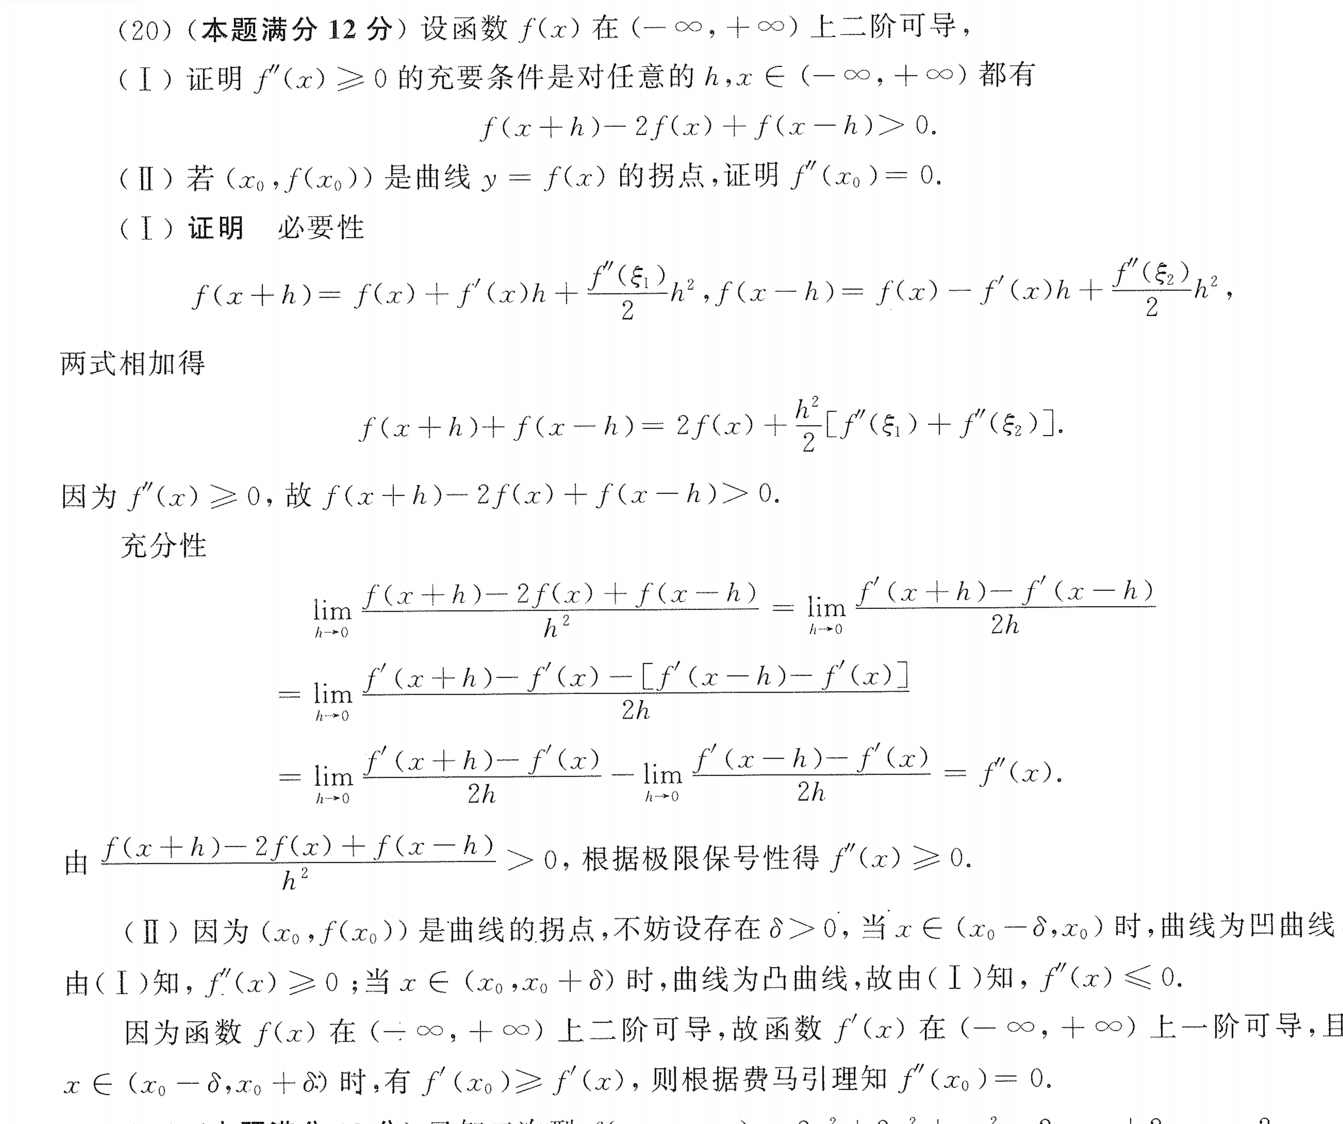 (20) (本题满分 12 分) 设函数 f(x) 在 (－∞, ＋∞) 上二阶可导,
(Ⅰ) 证明 f″(x) ⩾ 0 的充要条件是对任意的 h,x ∈ (－∞, ＋∞) 都有
f(x＋h)－2f(x)＋f(x－h)＞0.
(Ⅱ) 若 (x₀,f(x₀)) 是曲线 y = f(x) 的拐点,证明 f″(x₀)= 0.
(Ⅰ) 证明 必要性
f(x＋h)= f(x)＋f′(x)h＋\frac{f″(ξ₁)}{2}h²,f(x－h)= f(x)－f′(x)h＋\frac{f″(ξ₂)}{2}h²,
两式相加得
f(x＋h)＋f(x－h)= 2f(x)＋\frac{h²}{2}[f″(ξ₁)＋f″(ξ₂)].
因为 f″(x) ⩾ 0, 故 f(x＋h)－2f(x)＋f(x－h)＞0.
充分性
\lim_{h→0}\frac{f(x＋h)－2f(x)＋f(x－h)}{h²} = \lim_{h→0}\frac{f′(x＋h)－f′(x－h)}{2h}
= \lim_{h→0}\frac{f′(x＋h)－f′(x)－[f′(x－h)－f′(x)]}{2h}
= \lim_{h→0}\frac{f′(x＋h)－f′(x)}{2h}－\lim_{h→0}\frac{f′(x－h)－f′(x)}{2h} = f″(x).
由 \frac{f(x＋h)－2f(x)＋f(x－h)}{h²}＞0, 根据极限保号性得 f″(x) ⩾ 0.
(Ⅱ) 因为 (x₀,f(x₀)) 是曲线的拐点,不妨设存在 δ＞0, 当 x ∈ (x₀－δ,x₀) 时,曲线为凹曲线
由(Ⅰ)知, f″(x) ⩾ 0 ;当 x ∈ (x₀,x₀＋δ) 时,曲线为凸曲线,故由(Ⅰ)知, f″(x) ⩽ 0.
因为函数 f(x) 在 (－∞, ＋∞) 上二阶可导,故函数 f′(x) 在 (－∞, ＋∞) 上一阶可导,且
x ∈ (x₀－δ,x₀＋δ) 时,有 f′(x₀)⩾ f′(x), 则根据费马引理知 f″(x₀)= 0.